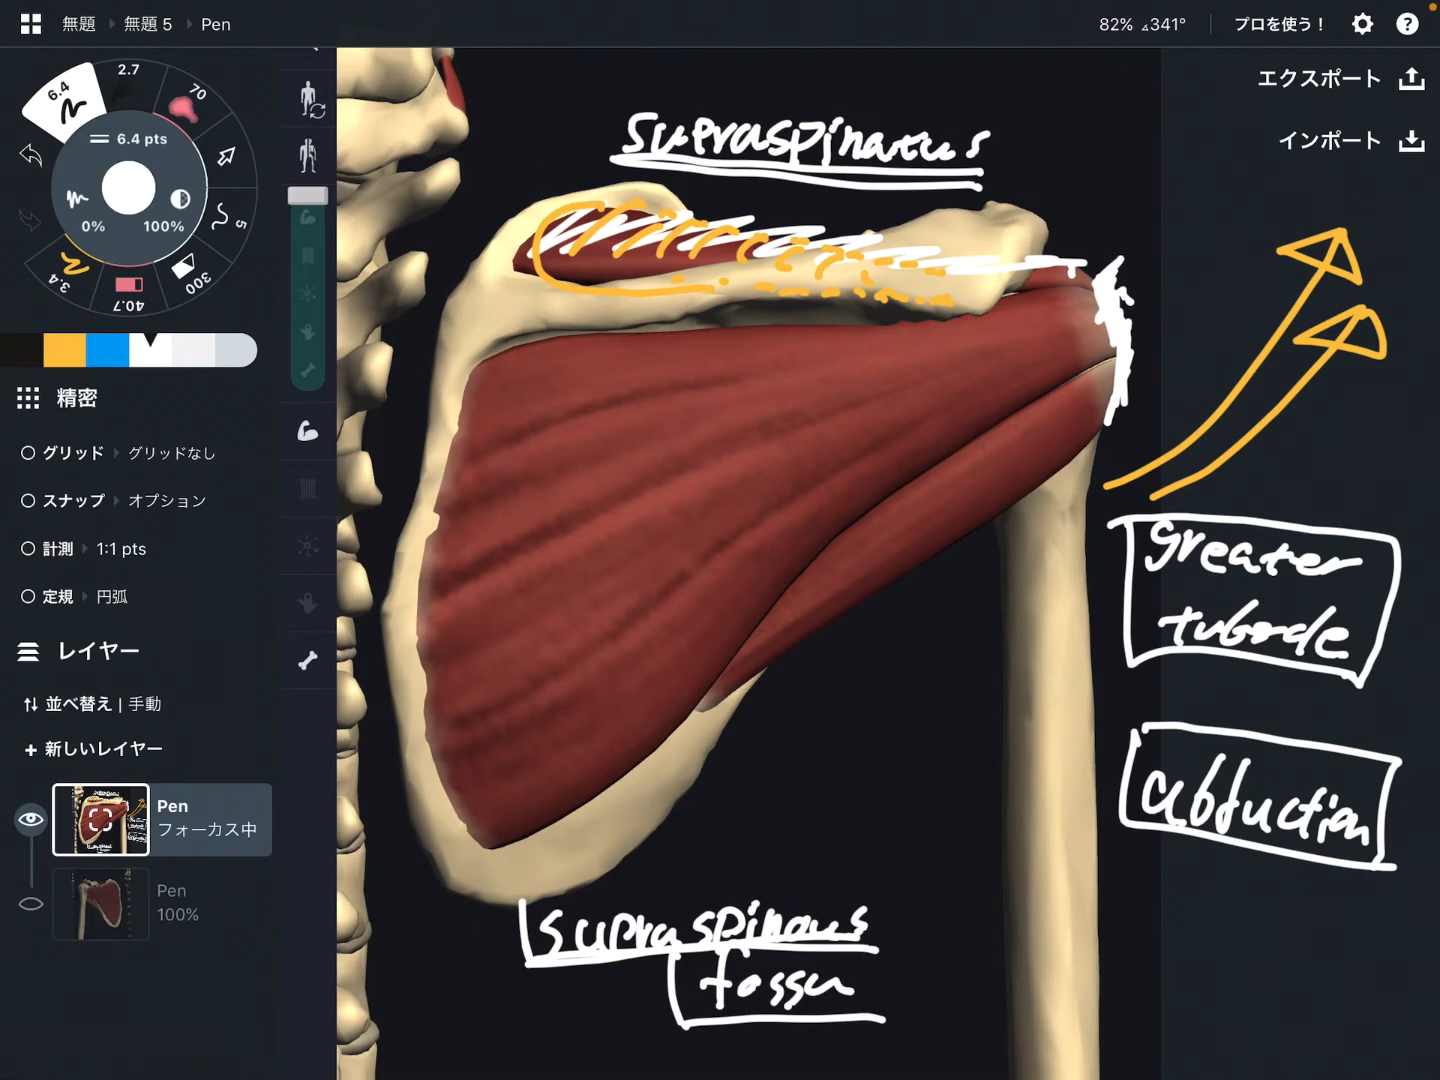 無題 無題 5 Pen
82% ⊿341°
プロを使う！
?
エクスポート
インポート
6.4
2.7
70
5
300
40.7
3.4
6.4 pts
0% 100%
精密
グリッド グリッドなし
スナップ オプション
計測 1:1 pts
定規 円弧
レイヤー
並べ替え | 手動
+ 新しいレイヤー
Pen
フォーカス中
Pen
100%
supraspinatus
Greater
tubercle
abduction
supraspinous
fossa